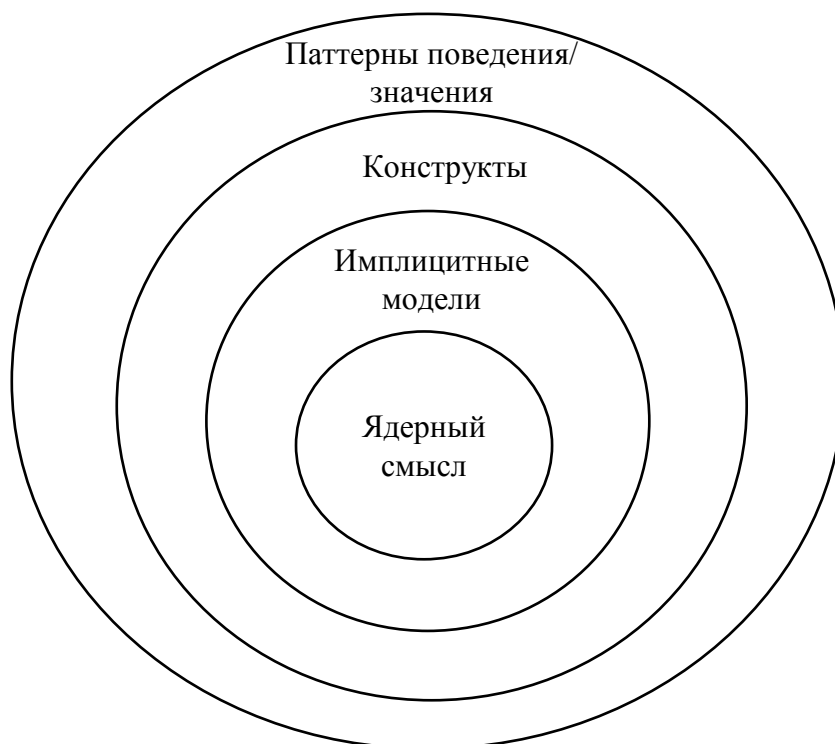 Паттерны поведения/
значения
Конструкты
Имплицитные
модели
Ядерный
смысл